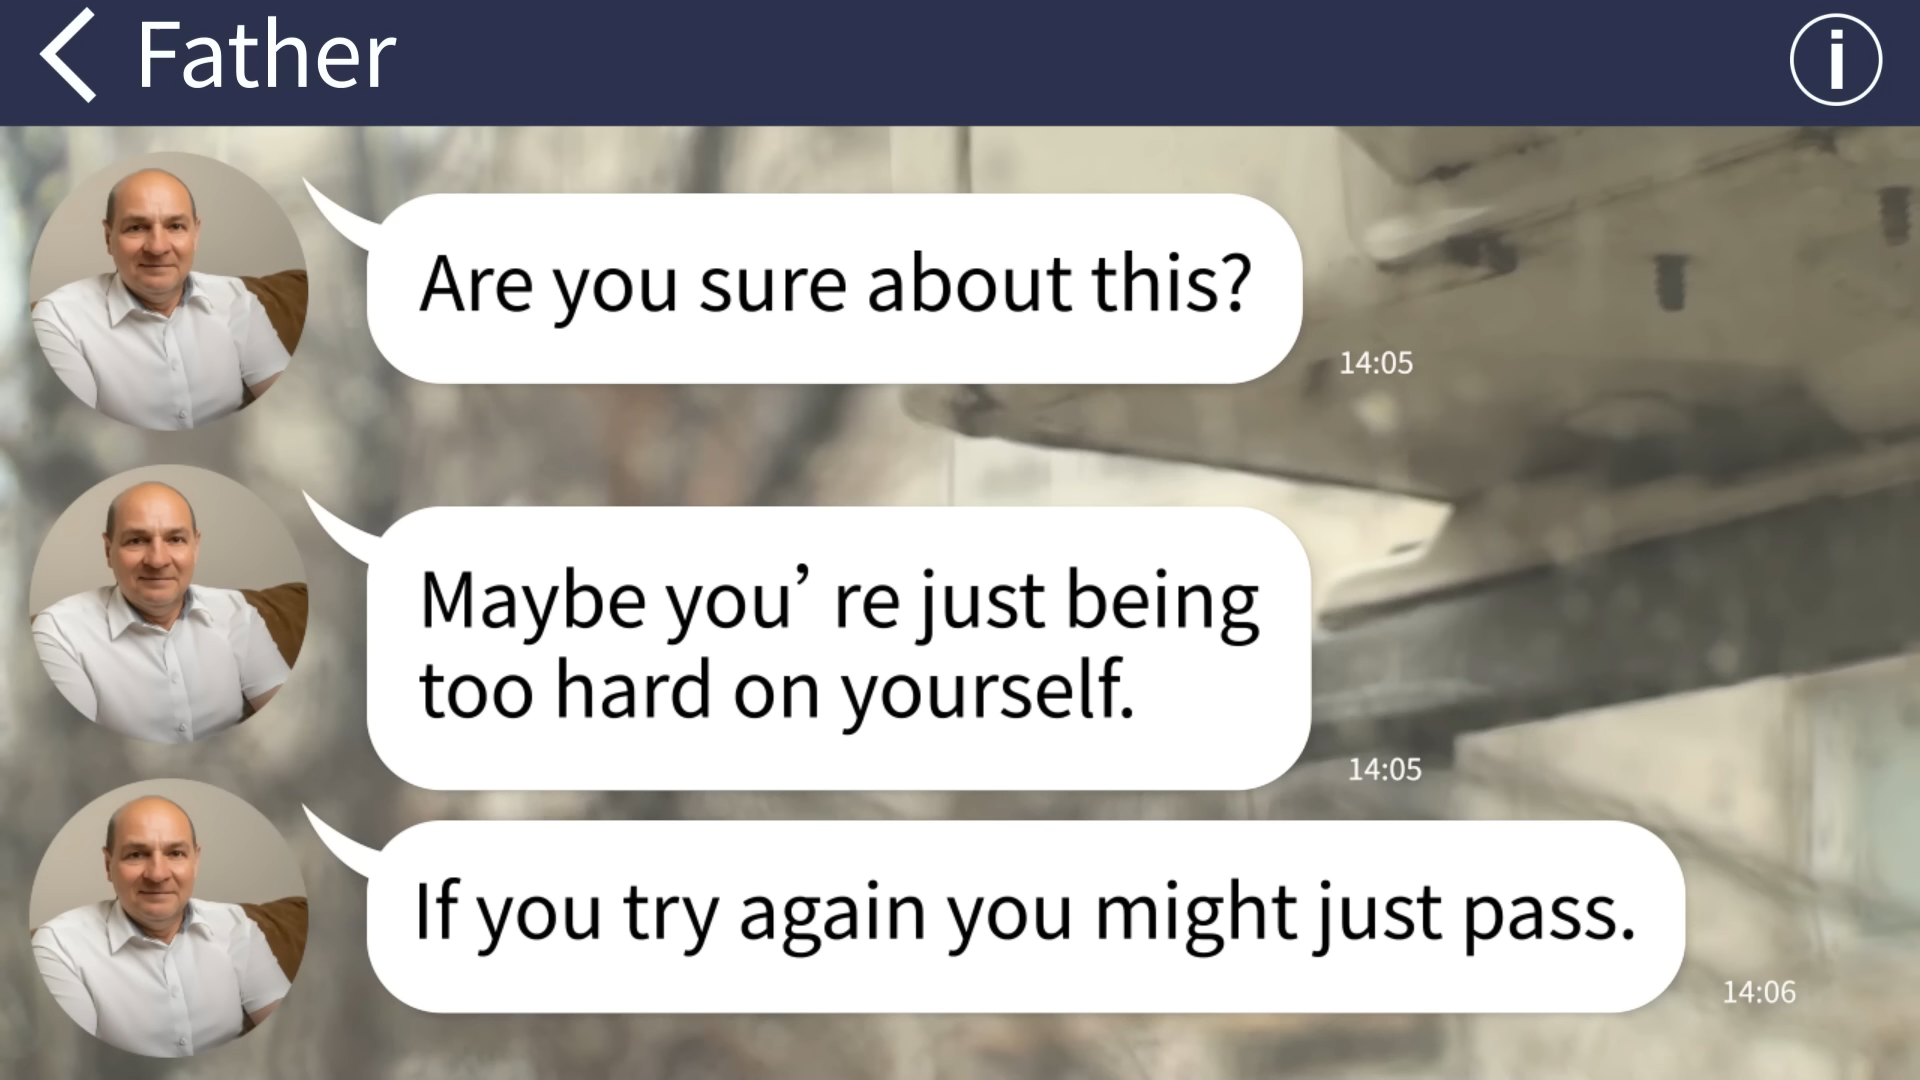 Father
Are you sure about this?
14:05
Maybe you’ re just being
too hard on yourself.
14:05
If you try again you might just pass.
14:06